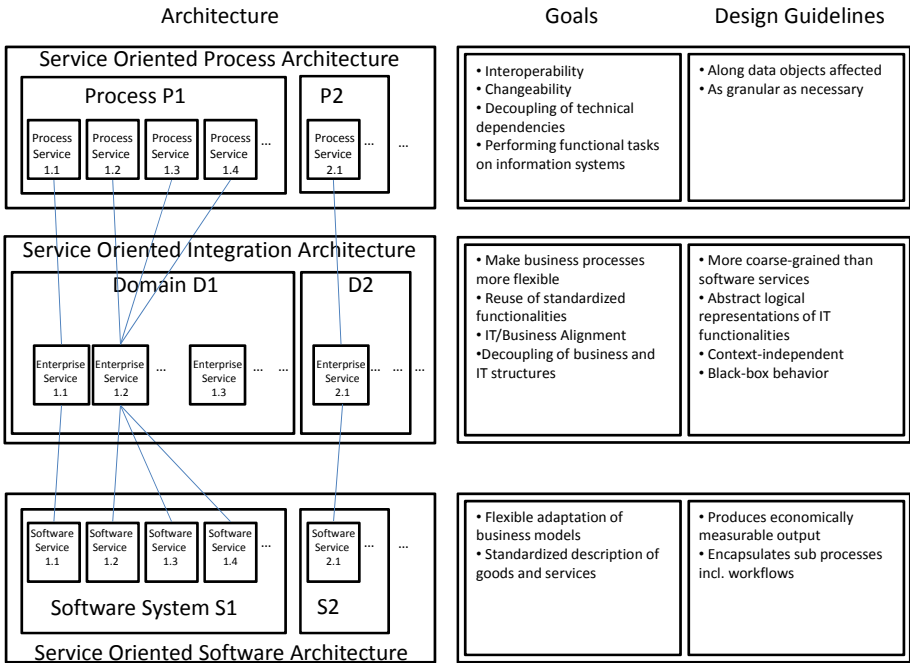 Architecture
Goals
Design Guidelines
Service Oriented Process Architecture
Process P1
P2
Process
Service
1.1
Process
Service
1.2
Process
Service
1.3
Process
Service
1.4
...
Process
Service
2.1
...
...
• Interoperability
• Changeability
• Decoupling of technical
dependencies
• Performing functional tasks
on information systems
• Along data objects affected
• As granular as necessary
Service Oriented Integration Architecture
Domain D1
D2
Enterprise
Service
1.1
Enterprise
Service
1.2
...
Enterprise
Service
1.3
...
...
Enterprise
Service
2.1
...
...
...
• Make business processes
more flexible
• Reuse of standardized
functionalities
• IT/Business Alignment
•Decoupling of business and
IT structures
• More coarse-grained than
software services
• Abstract logical
representations of IT
functionalities
• Context-independent
• Black-box behavior
Software
Service
1.1
Software
Service
1.2
Software
Service
1.3
Software
Service
1.4
...
Software
Service
2.1
...
...
Software System S1
S2
Service Oriented Software Architecture
• Flexible adaptation of
business models
• Standardized description of
goods and services
• Produces economically
measurable output
• Encapsulates sub processes
incl. workflows